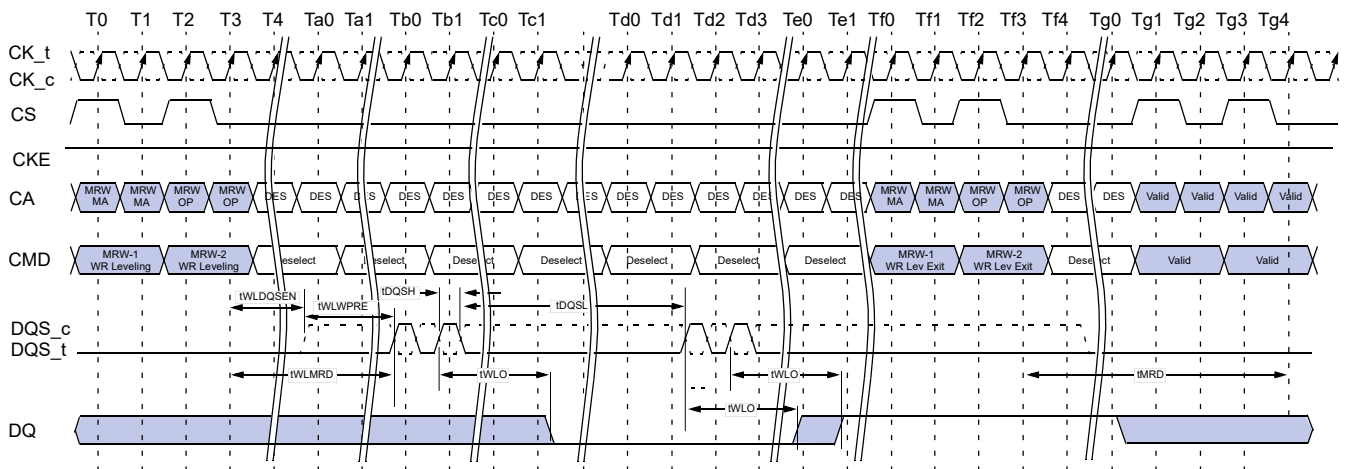 T0 T1 T2 T3 T4 Ta0 Ta1 Tb0 Tb1 Tc0 Tc1 Td0 Td1 Td2 Td3 Te0 Te1 Tf0 Tf1 Tf2 Tf3 Tf4 Tg0 Tg1 Tg2 Tg3 Tg4
CK_t
CK_c
CS
CKE
CA
MRW MRW MRW MRW
MA MA OP OP
DES DES DES DES DES DES DES DES DES DES DES DES DES DES
MRW MRW MRW MRW
MA MA OP OP
DES DES Valid Valid Valid Valid
CMD
MRW-1
WR Leveling
MRW-2
WR Leveling
Deselect Deselect Deselect Deselect Deselect Deselect Deselect
MRW-1
WR Lev Exit
MRW-2
WR Lev Exit
Deselect Valid Valid
tWLDQSEN tWLWPRE tDQSH tDQSL
DQS_c
DQS_t
tWLMRD tWLO tWLO tMRD
tWLO
DQ